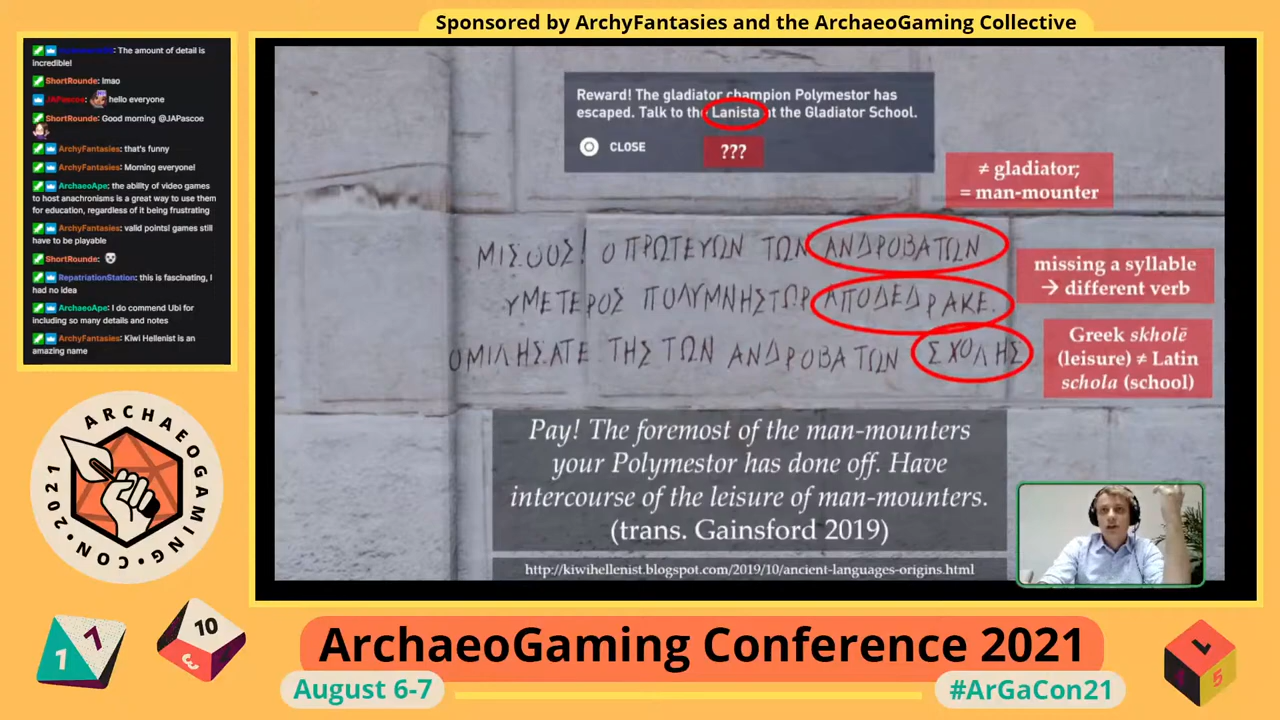 Sponsored by ArchyFantasies and the ArchaeoGaming Collective
: The amount of detail is
incredible!
ShortRounde: lmao
JAPascoe: hello everyone
ShortRounde: Good morning @JAPascoe
ArchyFantasies: that's funny
ArchyFantasies: Morning everyone!
ArchaeoApe: the ability of video games
to host anachronisms is a great way to use them
for education, regardless of it being frustrating
ArchyFantasies: valid points! games still
have to be playable
ShortRounde:
RepatriationStation: this is fascinating, I
had no idea
ArchaeoApe: I do commend Ubi for
including so many details and notes
ArchyFantasies: Kiwi Hellenist is an
amazing name
Reward! The gladiator champion Polymestor has
escaped. Talk to the Lanista at the Gladiator School.
CLOSE
???
≠ gladiator;
= man-mounter
ΜΙΣΘΟΣ! Ο ΠΡΩΤΕΥΩΝ ΤΩΝ ΑΝΔΡΟΒΑΤΩΝ
ΥΜΕΤΕΡΟΣ ΠΟΛΥΜΝΗΣΤΩΡ ΑΠΟΔΕΔΡΑΚΕ.
ΟΜΙΛΗΣΑΤΕ ΤΗΣ ΤΩΝ ΑΝΔΡΟΒΑΤΩΝ ΣΧΟΛΗΣ
missing a syllable
→ different verb
Greek skholē
(leisure) ≠ Latin
schola (school)
Pay! The foremost of the man-mounters
your Polymestor has done off. Have
intercourse of the leisure of man-mounters.
(trans. Gainsford 2019)
http://kiwihellenist.blogspot.com/2019/10/ancient-languages-origins.html
ARCHAEOGAMING CON 2021
1
1
10
3
ArchaeoGaming Conference 2021
August 6-7
#ArGaCon21
5